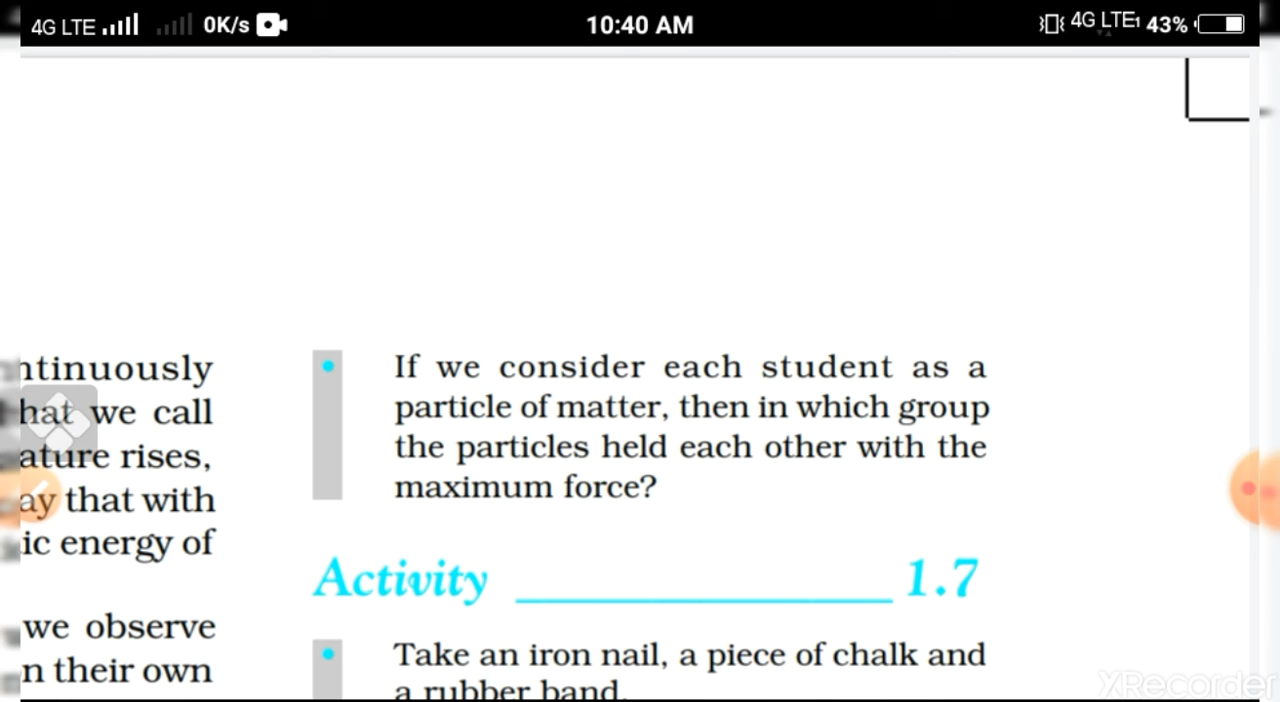 4G LTE 0K/s 10:40 AM 4G LTE 43%
ntinuously
hat we call
ature rises,
ay that with
ic energy of
we observe
n their own
If we consider each student as a
particle of matter, then in which group
the particles held each other with the
maximum force?
Activity 1.7
Take an iron nail, a piece of chalk and
a rubber band.
XRecorder